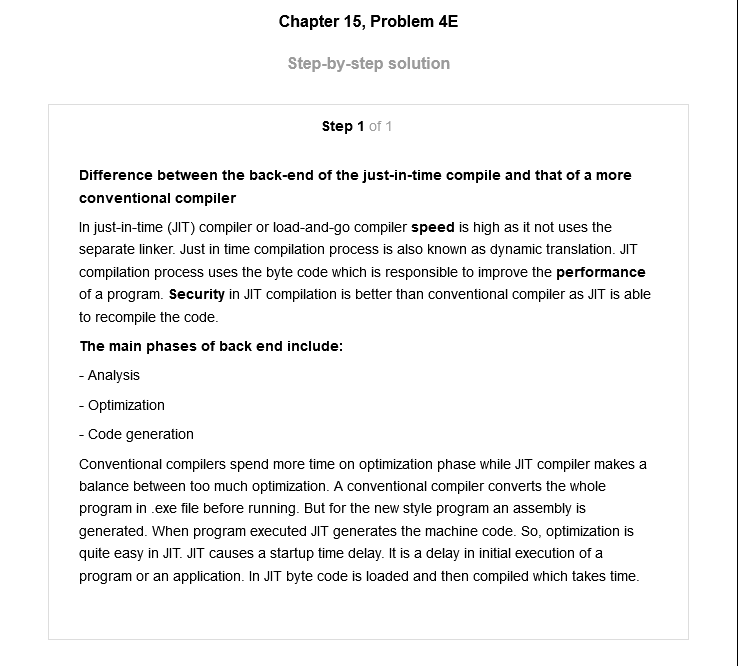 Chapter 15, Problem 4E
Step-by-step solution
Step 1 of 1
Difference between the back-end of the just-in-time compile and that of a more
conventional compiler
In just-in-time (JIT) compiler or load-and-go compiler speed is high as it not uses the
separate linker. Just in time compilation process is also known as dynamic translation. JIT
compilation process uses the byte code which is responsible to improve the performance
of a program. Security in JIT compilation is better than conventional compiler as JIT is able
to recompile the code.
The main phases of back end include:
- Analysis
- Optimization
- Code generation
Conventional compilers spend more time on optimization phase while JIT compiler makes a
balance between too much optimization. A conventional compiler converts the whole
program in .exe file before running. But for the new style program an assembly is
generated. When program executed JIT generates the machine code. So, optimization is
quite easy in JIT. JIT causes a startup time delay. It is a delay in initial execution of a
program or an application. In JIT byte code is loaded and then compiled which takes time.